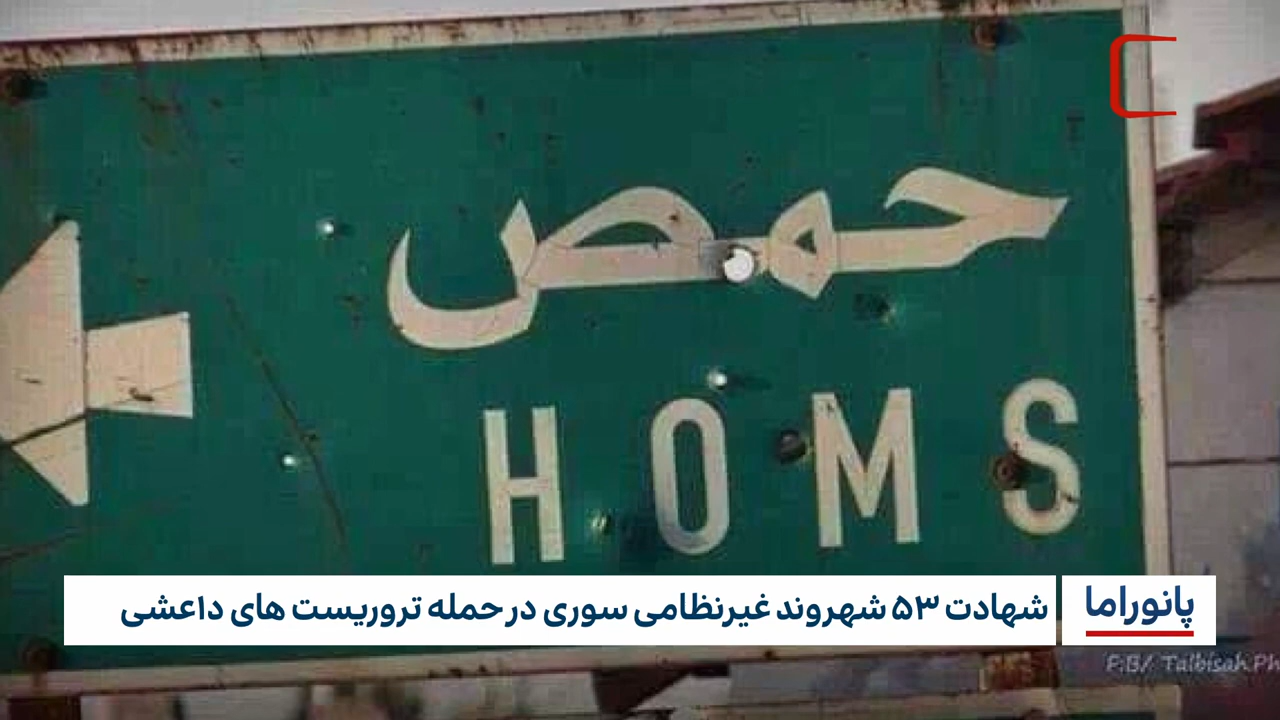 حمص
HOMS
شهادت ۵۳ شهروند غیرنظامی سوری در حمله تروریست های داعشی
پانوراما
F.B/ Talbisah.Ph